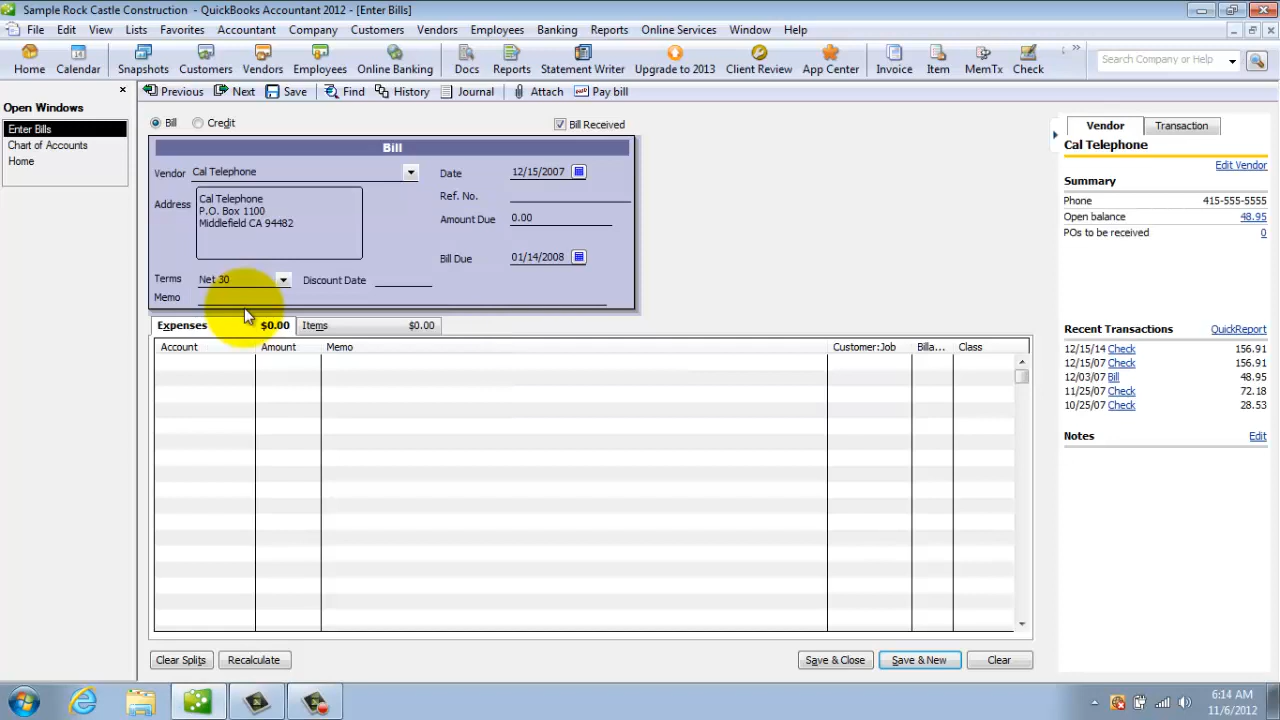 Sample Rock Castle Construction - QuickBooks Accountant 2012 - [Enter Bills]
File Edit View Lists Favorites Accountant Company Customers Vendors Employees Banking Reports Online Services Window Help
Home Calendar Snapshots Customers Vendors Employees Online Banking Docs Reports Statement Writer Upgrade to 2013 Client Review App Center Invoice Item MemTx Check
Search Company or Help
Open Windows
Enter Bills
Chart of Accounts
Home
Previous Next Save Find History Journal Attach Pay bill
Bill Credit Bill Received
Bill
Vendor Cal Telephone Date 12/15/2007
Address Cal Telephone
P.O. Box 1100
Middlefield CA 94482
Ref. No.
Amount Due 0.00
Bill Due 01/14/2008
Terms Net 30 Discount Date
Memo
Expenses $0.00 Items $0.00
Account Amount Memo Customer:Job Billa... Class
Clear Splits Recalculate Save & Close Save & New Clear
Vendor Transaction
Cal Telephone
Edit Vendor
Summary
Phone 415-555-5555
Open balance 48.95
POs to be received 0
Recent Transactions QuickReport
12/15/14 Check 156.91
12/15/07 Check 156.91
12/03/07 Bill 48.95
11/25/07 Check 72.18
10/25/07 Check 28.53
Notes Edit
6:14 AM
11/6/2012